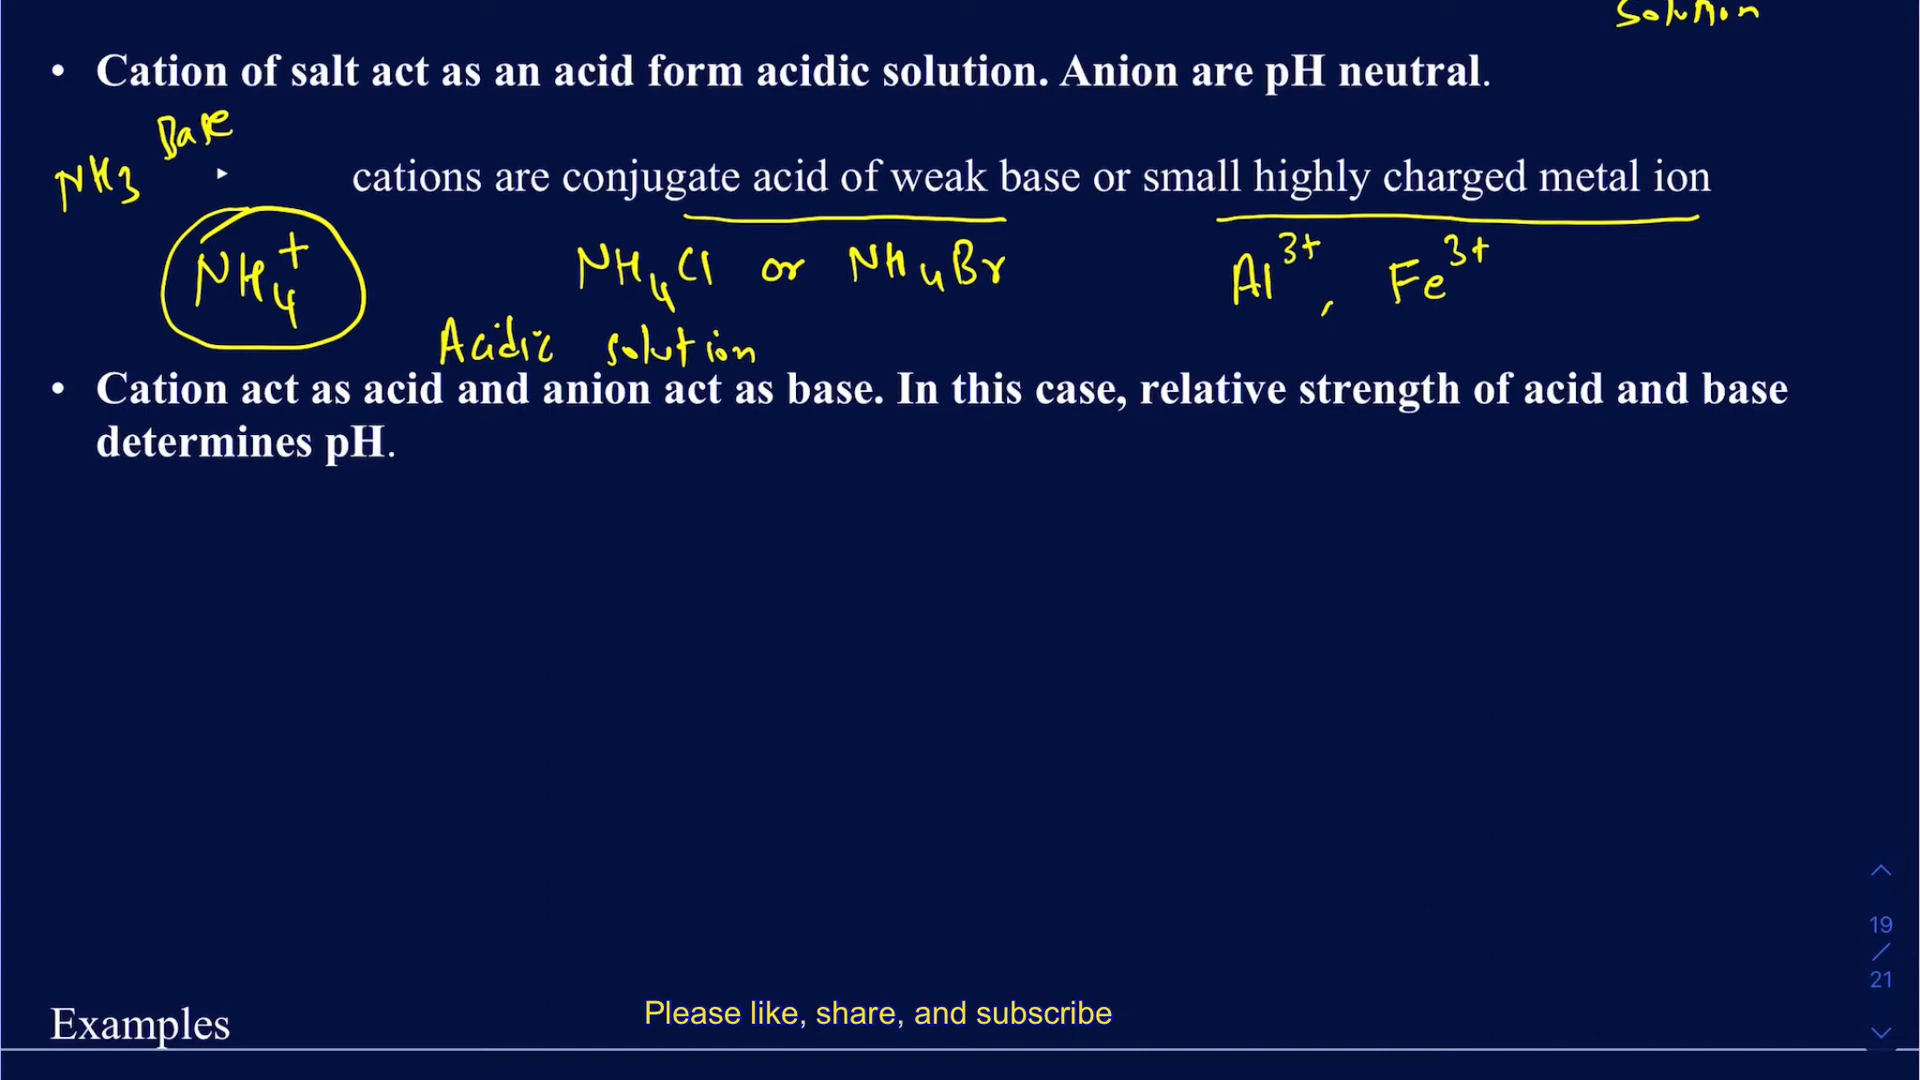 Solution
• Cation of salt act as an acid form acidic solution. Anion are pH neutral.
Base
NH3
cations are conjugate acid of weak base or small highly charged metal ion
NH4+ NH4Cl or NH4Br Al3+, Fe3+
Acidic solution
• Cation act as acid and anion act as base. In this case, relative strength of acid and base
determines pH.
19
/
21
Please like, share, and subscribe
Examples